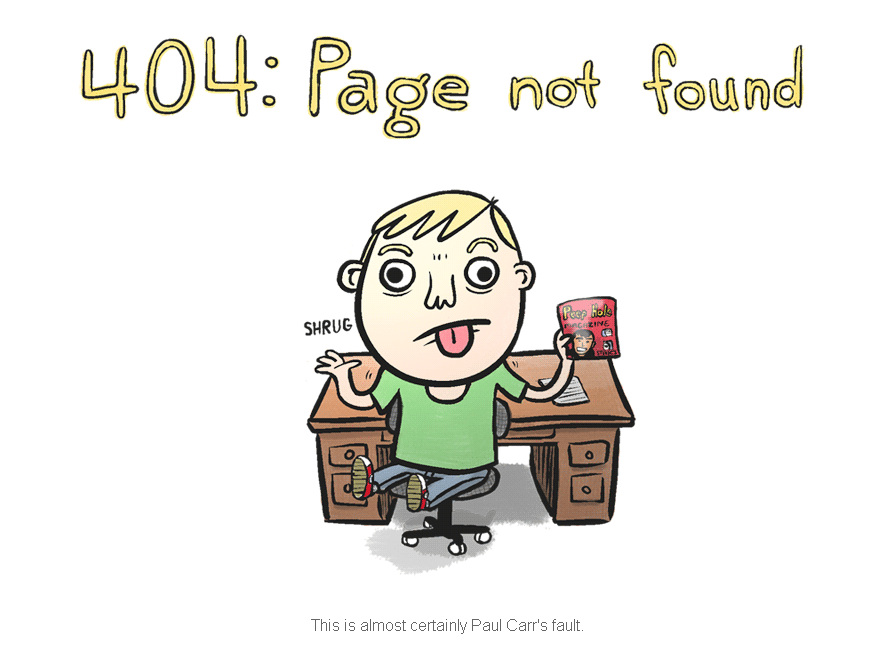 404: Page not found
SHRUG
Peep Hole
MAGAZINE
This is almost certainly Paul Carr's fault.